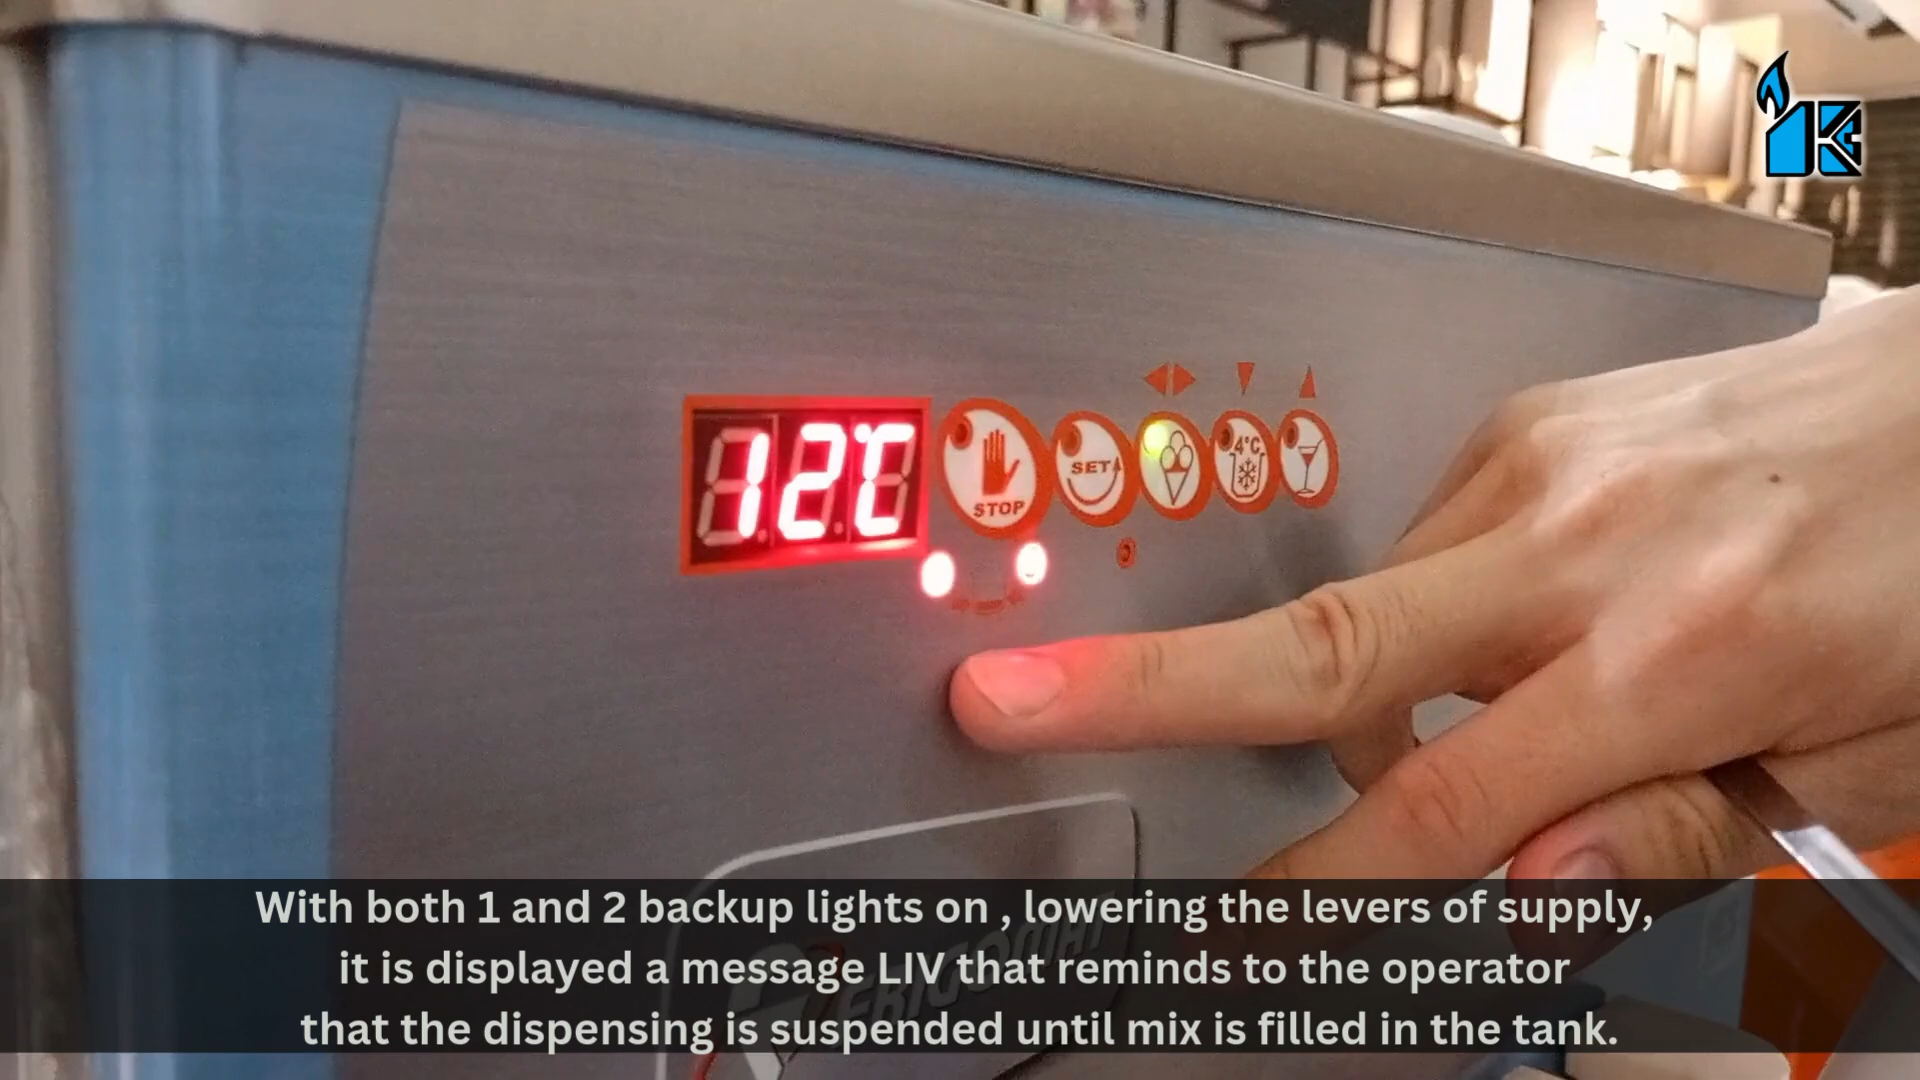 12°C
STOP
SET
4°C
With both 1 and 2 backup lights on , lowering the levers of supply,
it is displayed a message LIV that reminds to the operator
that the dispensing is suspended until mix is filled in the tank.